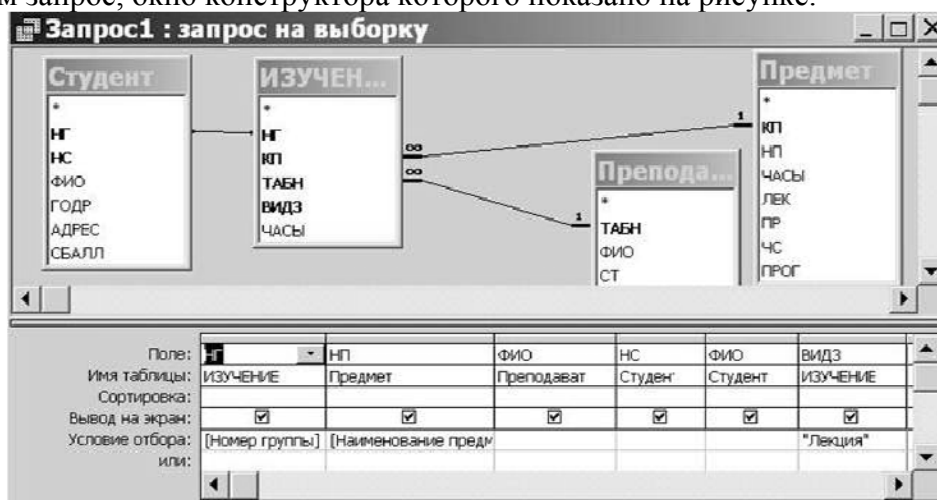 м запрос, окно конструктора которого показано на рисунке.
Запрос1 : запрос на выборку
Студент
*
НГ
НС
ФИО
ГОДР
АДРЕС
СБАЛЛ
ИЗУЧЕН...
*
НГ
КП
ТАБН
ВИДЗ
ЧАСЫ
∞
∞
1
1
Препода...
*
ТАБН
ФИО
СТ
Предмет
*
КП
НП
ЧАСЫ
ЛЕК
ПР
ЧС
ПРОГ
Поле: НГ НП ФИО НС ФИО ВИДЗ
Имя таблицы: ИЗУЧЕНИЕ Предмет Преподават Студент Студент ИЗУЧЕНИЕ
Сортировка:
Вывод на экран:
Условие отбора: [Номер группы] [Наименование предм "Лекция"
или: